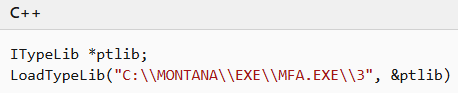 C++
ITypeLib *ptlib;
LoadTypeLib("C:\\MONTANA\\EXE\\MFA.EXE\\3", &ptlib)